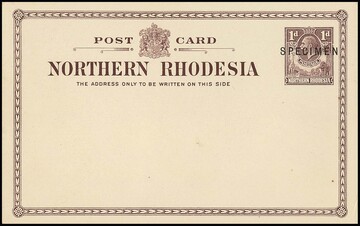 POST CARD
NORTHERN RHODESIA
THE ADDRESS ONLY TO BE WRITTEN ON THIS SIDE
1d 1d
SPECIMEN
NORTHERN RHODESIA